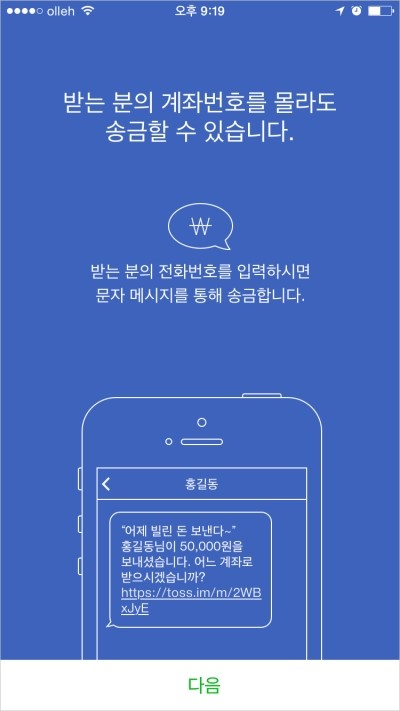 olleh 오후 9:19
받는 분의 계좌번호를 몰라도
송금할 수 있습니다.
₩
받는 분의 전화번호를 입력하시면
문자 메시지를 통해 송금합니다.
홍길동
“어제 빌린 돈 보낸다~”
홍길동님이 50,000원을
보내셨습니다. 어느 계좌로
받으시겠습니까?
https://toss.im/m/2WB
xJyE
다음